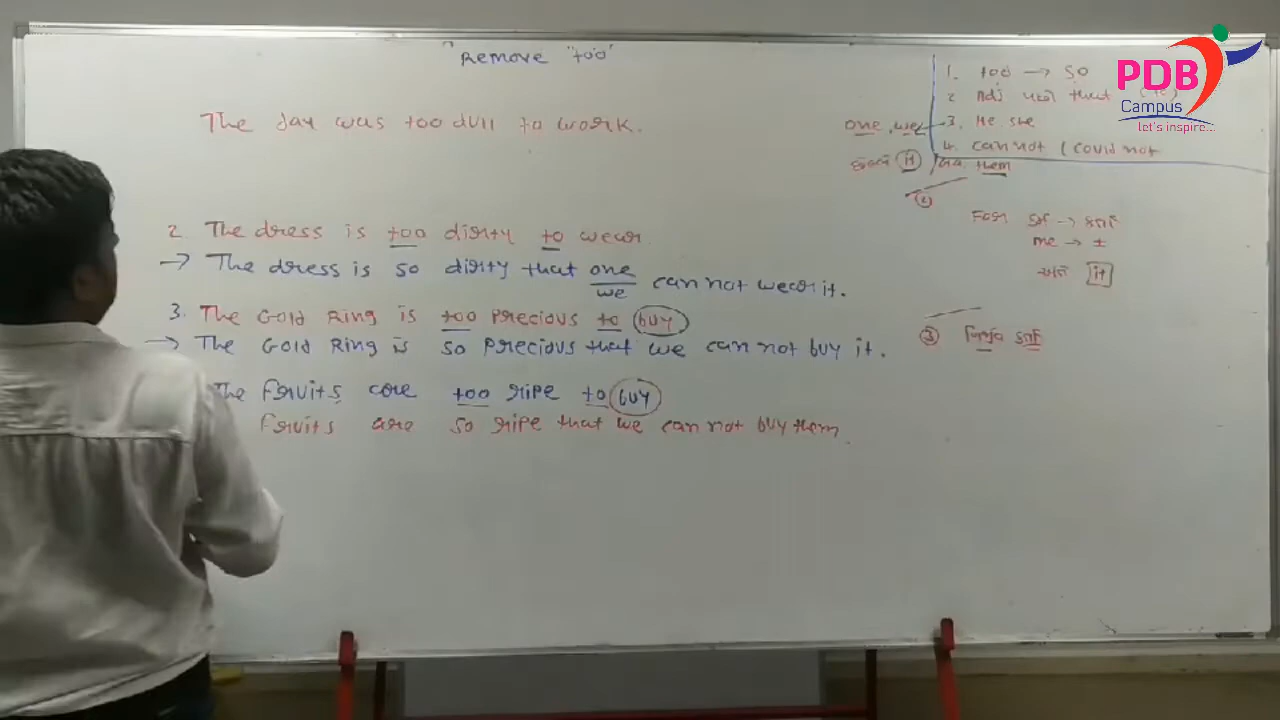 Remove "too"
The day was too dull to work.
2. The dress is too dirty to wear
→ The dress is so dirty that one
we
can not wear it.
3. The Gold Ring is too precious to buy
→ The Gold Ring is so precious that we can not buy it.
The fruits are too ripe to buy
fruits are so ripe that we can not buy them.
1. too → so
2 Adj પછી that
one, we 3. He she
4. can not (could not
it them
me → I
it
PDB
Campus
let's inspire...